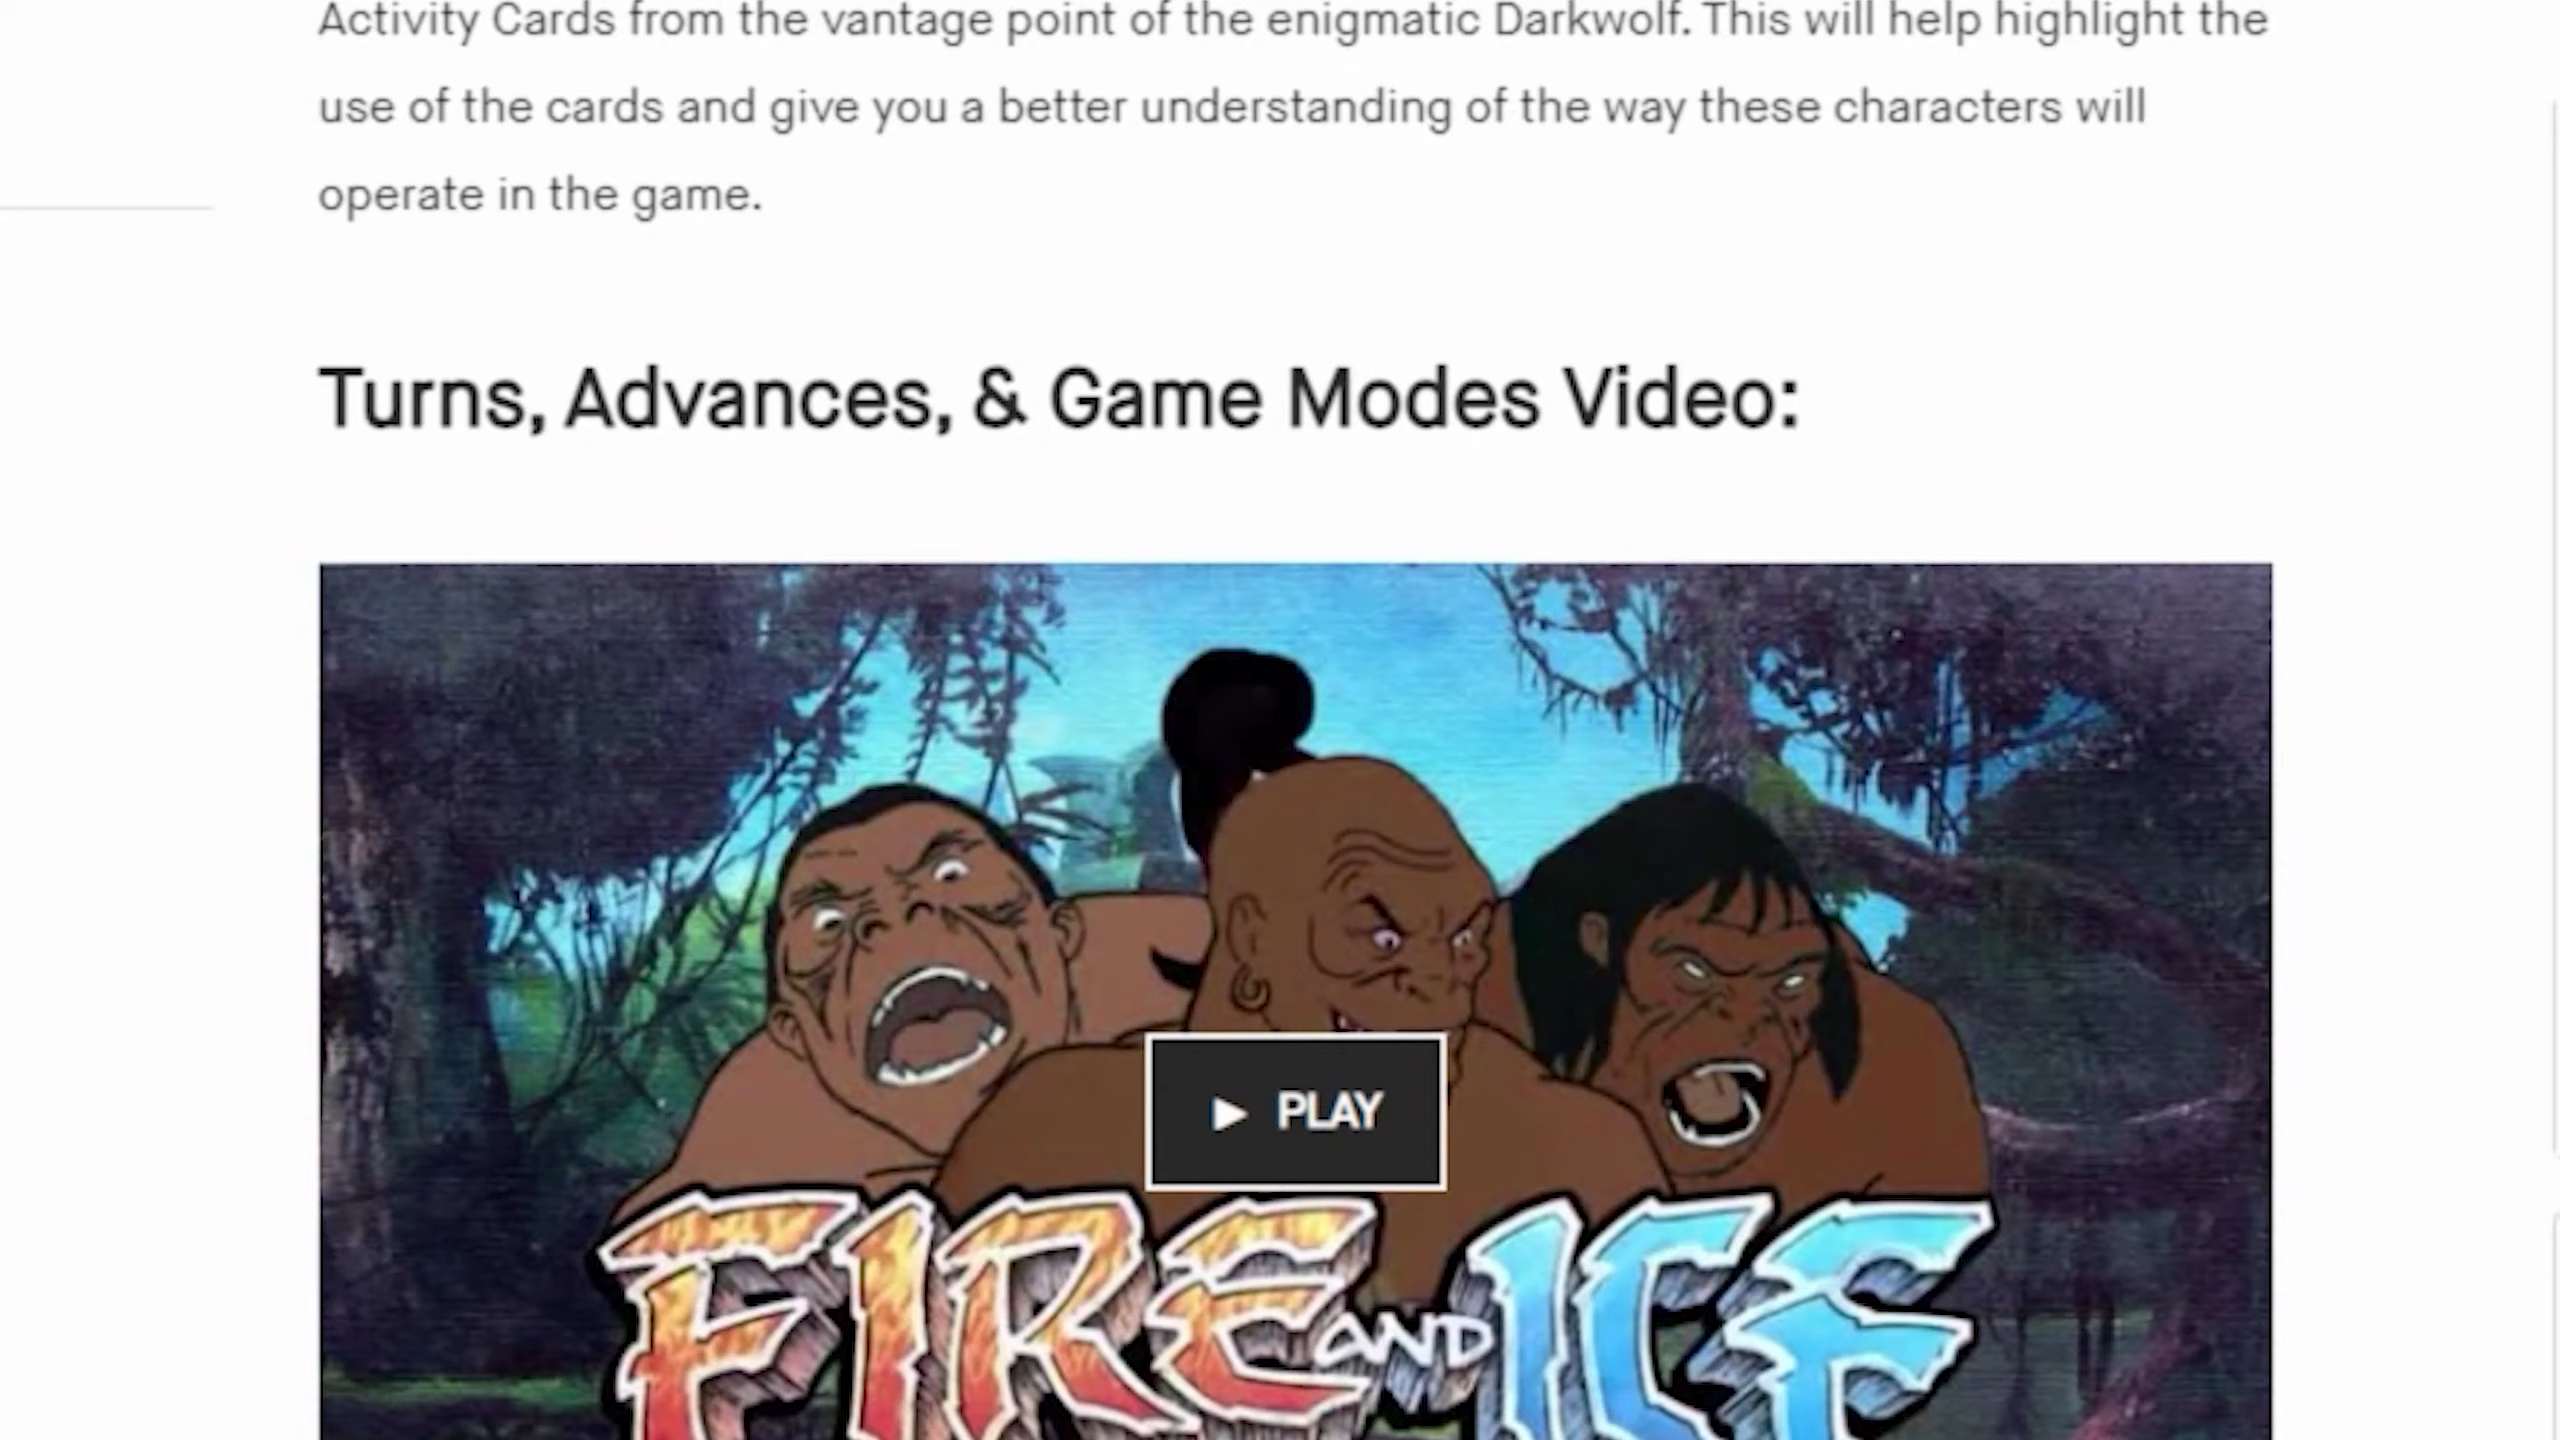 Activity Cards from the vantage point of the enigmatic Darkwolf. This will help highlight the
use of the cards and give you a better understanding of the way these characters will
operate in the game.
Turns, Advances, & Game Modes Video:
PLAY
FIRE AND ICE